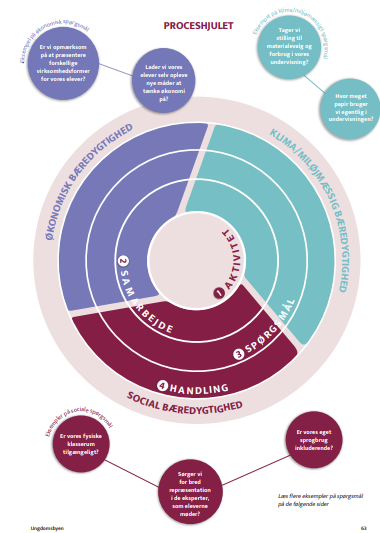 PROCESHJULET
Eksempel på økonomisk spørgsmål
Er vi opmærksom
på at præsentere
forskellige
virksomhedsformer
for vores elever?
Lader vi vores
elever selv opleve
nye måder at
tænke økonomi
på?
Eksempel på klima/miljømæssigt spørgsmål
Tager vi
stilling til
materialevalg og
forbrug i vores
undervisning?
Hvor meget
papir bruger
vi egentlig i
undervisningen?
ØKONOMISK BÆREDYGTIGHED
KLIMA/MILJØMÆSSIG BÆREDYGTIGHED
1 AKTIVITET
2 SAMARBEJDE
3 SPØRGSMÅL
4 HANDLING
SOCIAL BÆREDYGTIGHED
Eksempler på sociale spørgsmål
Er vores fysiske
klasserum
tilgængeligt?
Sørger vi
for bred
repræsentation
i de eksperter,
som eleverne
møder?
Er vores eget
sprogbrug
inkluderende?
Læs flere eksempler på spørgsmål
på de følgende sider
Ungdomsbyen
63